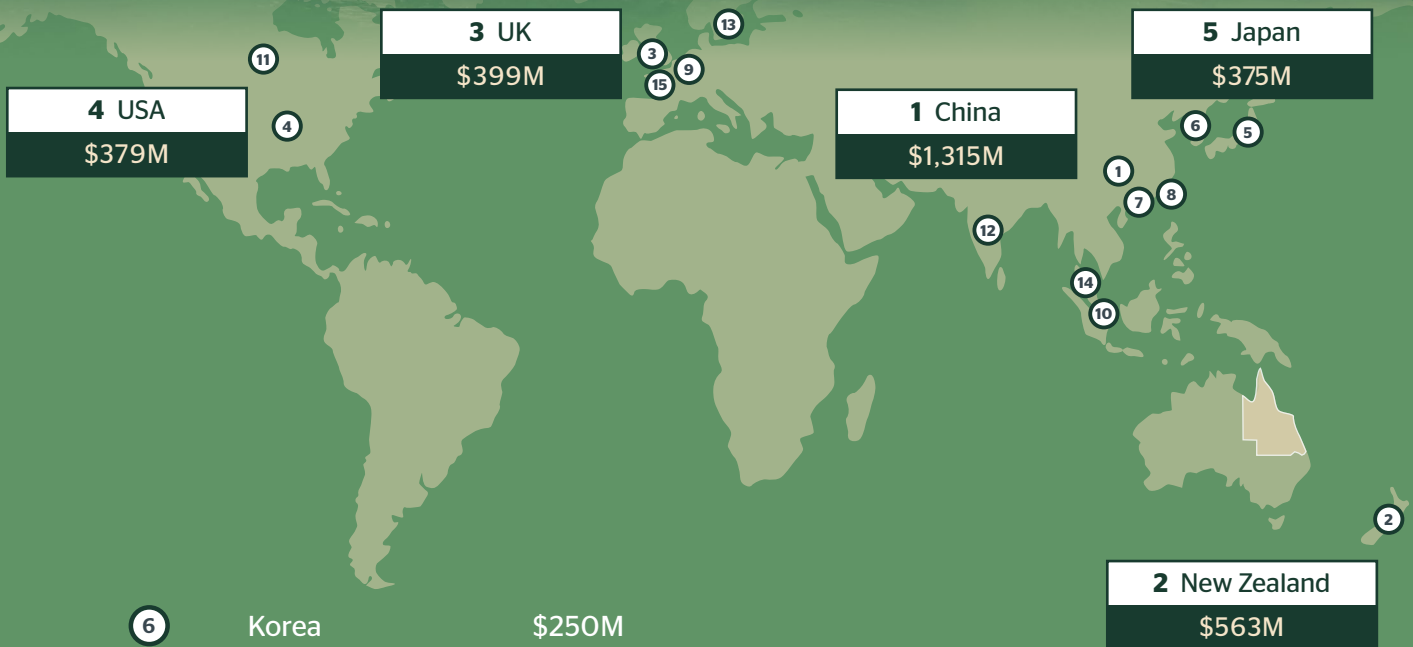 3 UK
$399M
5 Japan
$375M
4 USA
$379M
1 China
$1,315M
13
11
3
9
15
4
6
5
1
7
8
12
14
10
2
2 New Zealand
$563M
6 Korea $250M